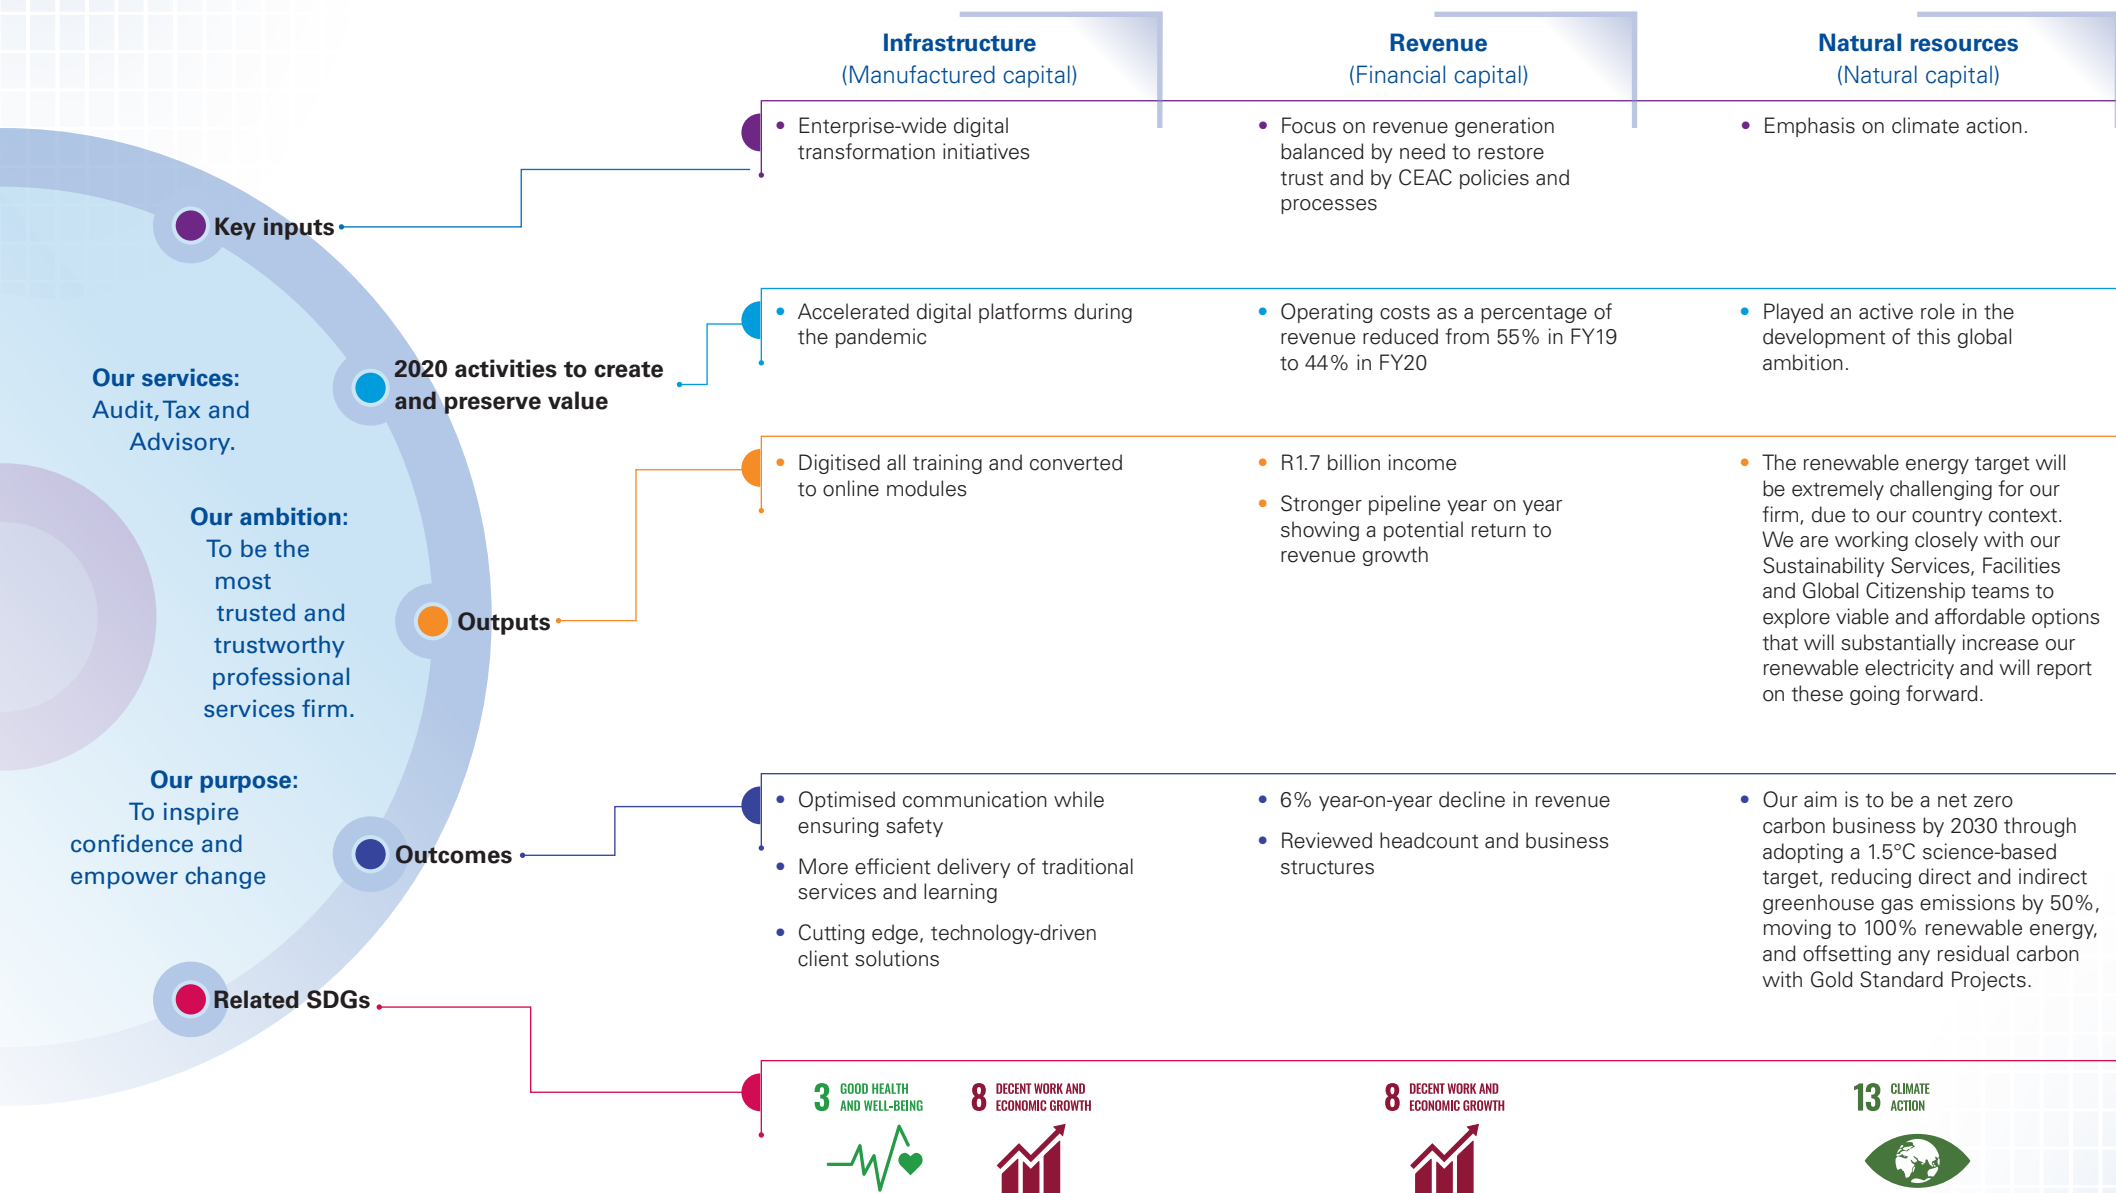 Infrastructure
(Manufactured capital)
Revenue
(Financial capital)
Natural resources
(Natural capital)
Key inputs
• Enterprise-wide digital
transformation initiatives
• Focus on revenue generation
balanced by need to restore
trust and by CEAC policies and
processes
• Emphasis on climate action.
2020 activities to create
and preserve value
• Accelerated digital platforms during
the pandemic
• Operating costs as a percentage of
revenue reduced from 55% in FY19
to 44% in FY20
• Played an active role in the
development of this global
ambition.
Our services:
Audit, Tax and
Advisory.
Our ambition:
To be the
most
trusted and
trustworthy
professional
services firm.
Our purpose:
To inspire
confidence and
empower change
Outputs
• Digitised all training and converted
to online modules
• R1.7 billion income
• Stronger pipeline year on year
showing a potential return to
revenue growth
• The renewable energy target will
be extremely challenging for our
firm, due to our country context.
We are working closely with our
Sustainability Services, Facilities
and Global Citizenship teams to
explore viable and affordable options
that will substantially increase our
renewable electricity and will report
on these going forward.
Outcomes
• Optimised communication while
ensuring safety
• More efficient delivery of traditional
services and learning
• Cutting edge, technology-driven
client solutions
• 6% year-on-year decline in revenue
• Reviewed headcount and business
structures
• Our aim is to be a net zero
carbon business by 2030 through
adopting a 1.5°C science-based
target, reducing direct and indirect
greenhouse gas emissions by 50%,
moving to 100% renewable energy,
and offsetting any residual carbon
with Gold Standard Projects.
Related SDGs
3 GOOD HEALTH
AND WELL-BEING
8 DECENT WORK AND
ECONOMIC GROWTH
8 DECENT WORK AND
ECONOMIC GROWTH
13 CLIMATE
ACTION